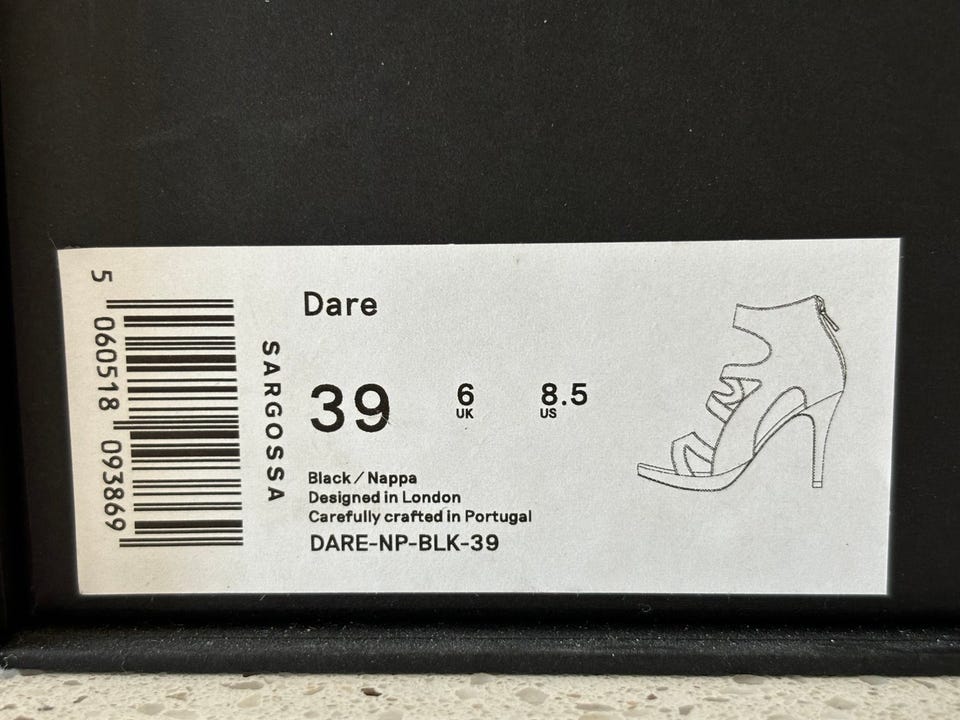 5 060518 093869
SARGOSSA
Dare
39 6 UK 8.5 US
Black / Nappa
Designed in London
Carefully crafted in Portugal
DARE-NP-BLK-39